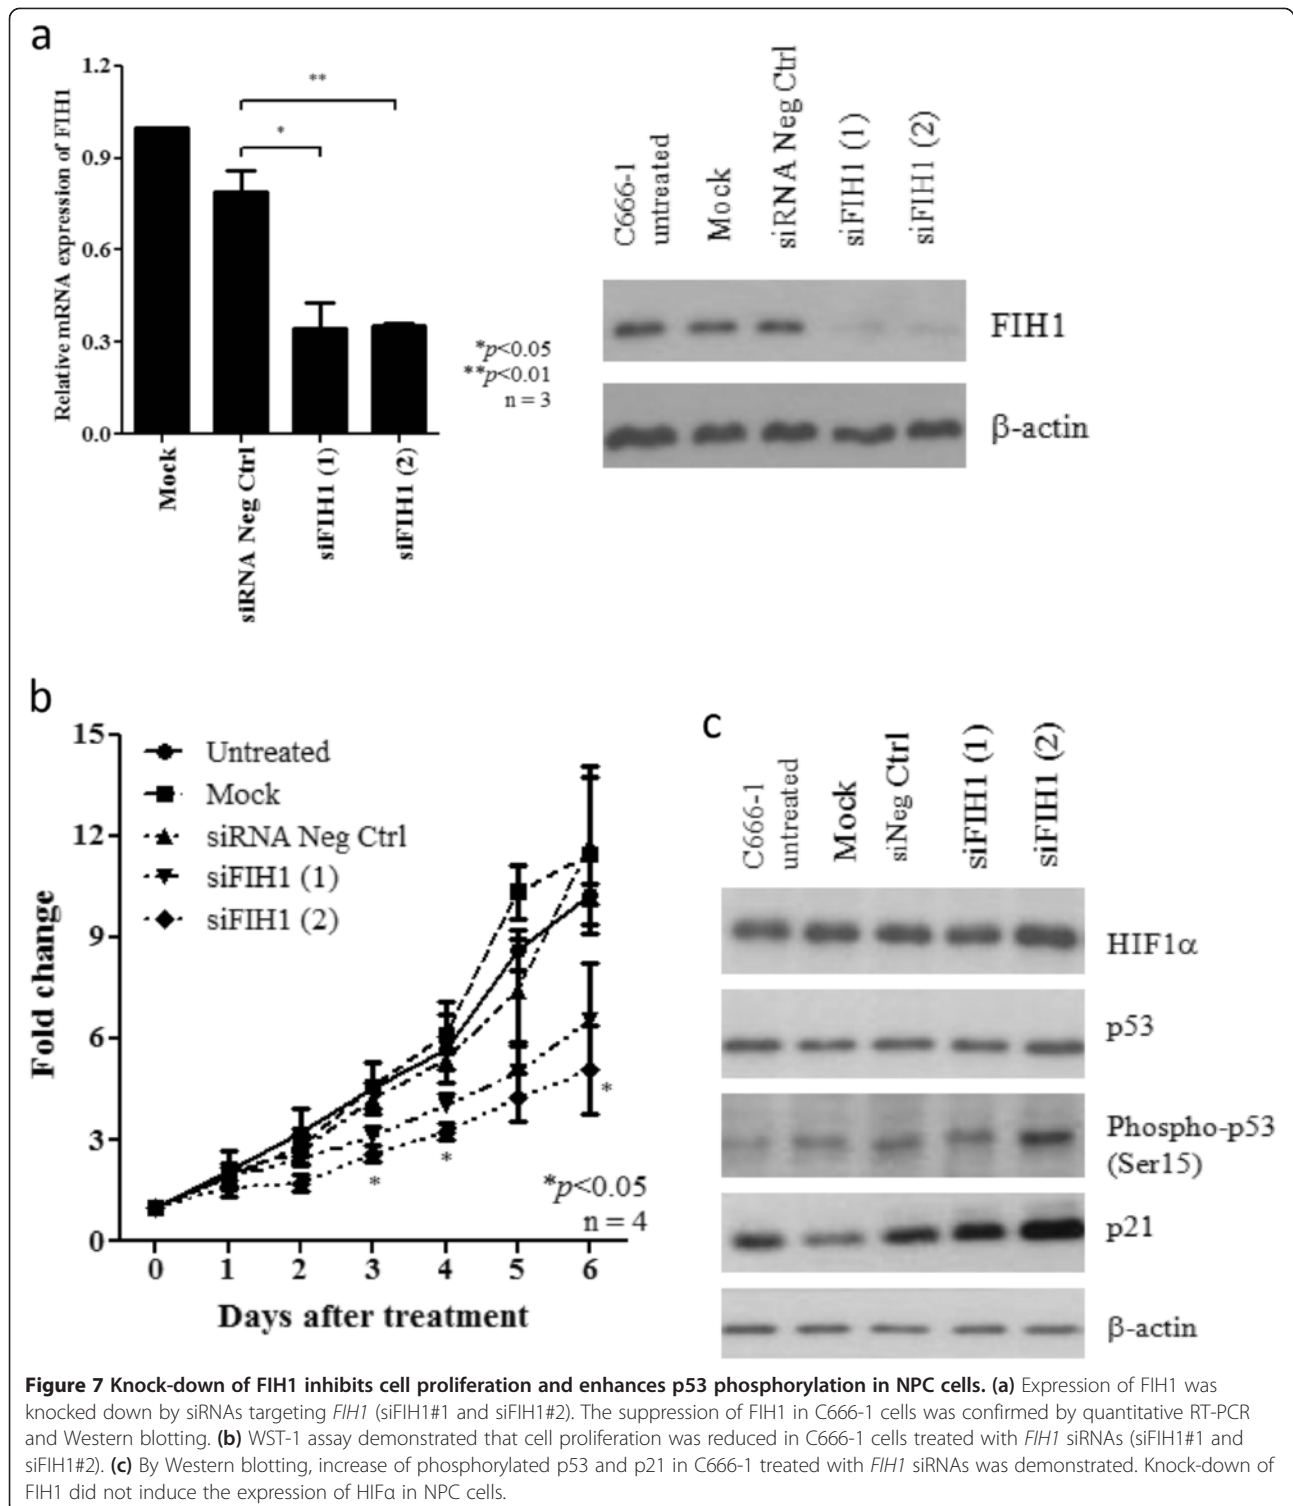 a
1.2
0.9
0.6
0.3
0.0
Relative mRNA expression of FIH1
**
*
Mock
siRNA Neg Ctrl
siFIH1 (1)
siFIH1 (2)
*p<0.05
**p<0.01
n = 3
C666-1
untreated
Mock
siRNA Neg Ctrl
siFIH1 (1)
siFIH1 (2)
FIH1
β-actin
b
15
12
9
6
3
0
Fold change
Untreated
Mock
siRNA Neg Ctrl
siFIH1 (1)
siFIH1 (2)
*
*
*
*p<0.05
n = 4
0 1 2 3 4 5 6
Days after treatment
c
C666-1
untreated
Mock
siNeg Ctrl
siFIH1 (1)
siFIH1 (2)
HIF1α
p53
Phospho-p53
(Ser15)
p21
β-actin
Figure 7 Knock-down of FIH1 inhibits cell proliferation and enhances p53 phosphorylation in NPC cells. (a) Expression of FIH1 was
knocked down by siRNAs targeting FIH1 (siFIH1#1 and siFIH1#2). The suppression of FIH1 in C666-1 cells was confirmed by quantitative RT-PCR
and Western blotting. (b) WST-1 assay demonstrated that cell proliferation was reduced in C666-1 cells treated with FIH1 siRNAs (siFIH1#1 and
siFIH1#2). (c) By Western blotting, increase of phosphorylated p53 and p21 in C666-1 treated with FIH1 siRNAs was demonstrated. Knock-down of
FIH1 did not induce the expression of HIFα in NPC cells.